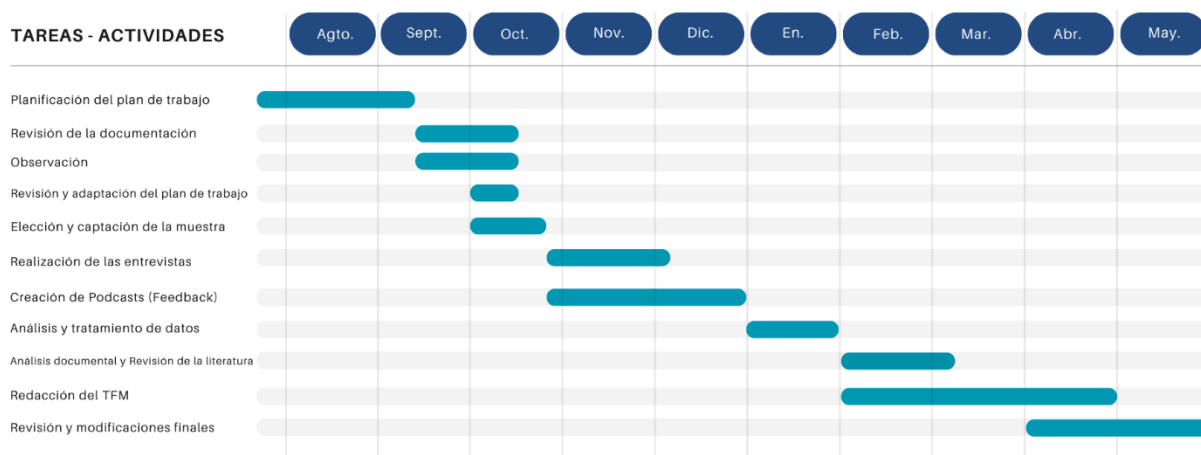 TAREAS - ACTIVIDADES Agto. Sept. Oct. Nov. Dic. En. Feb. Mar. Abr. May.
Planificación del plan de trabajo
Revisión de la documentación
Observación
Revisión y adaptación del plan de trabajo
Elección y captación de la muestra
Realización de las entrevistas
Creación de Podcasts (Feedback)
Análisis y tratamiento de datos
Análisis documental y Revisión de la literatura
Redacción del TFM
Revisión y modificaciones finales